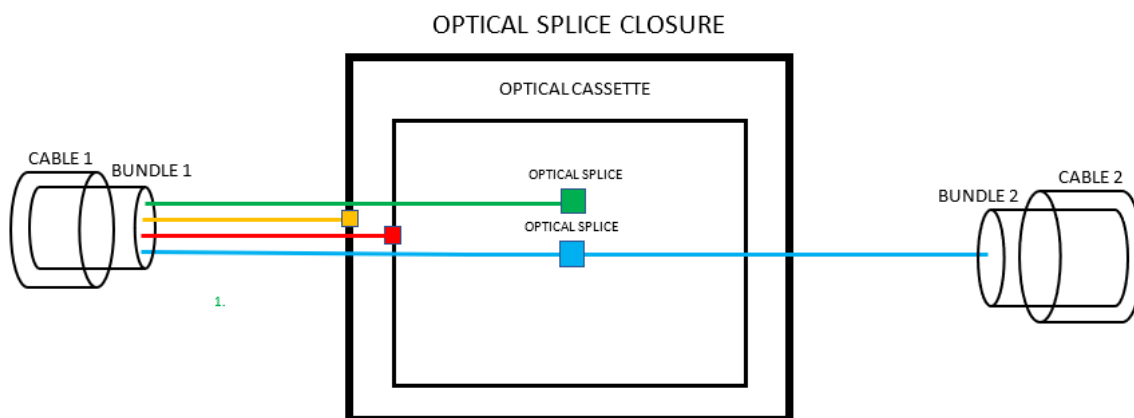 OPTICAL SPLICE CLOSURE
OPTICAL CASSETTE
CABLE 1
BUNDLE 1
OPTICAL SPLICE
OPTICAL SPLICE
BUNDLE 2
CABLE 2
1.